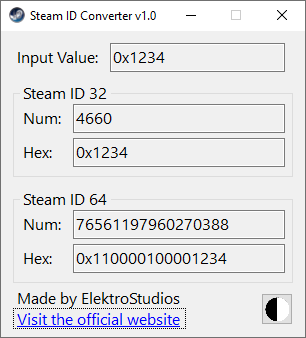 Steam ID Converter v1.0
Input Value: 0x1234
Steam ID 32
Num: 4660
Hex: 0x1234
Steam ID 64
Num: 76561197960270388
Hex: 0x110000100001234
Made by ElektroStudios
Visit the official website